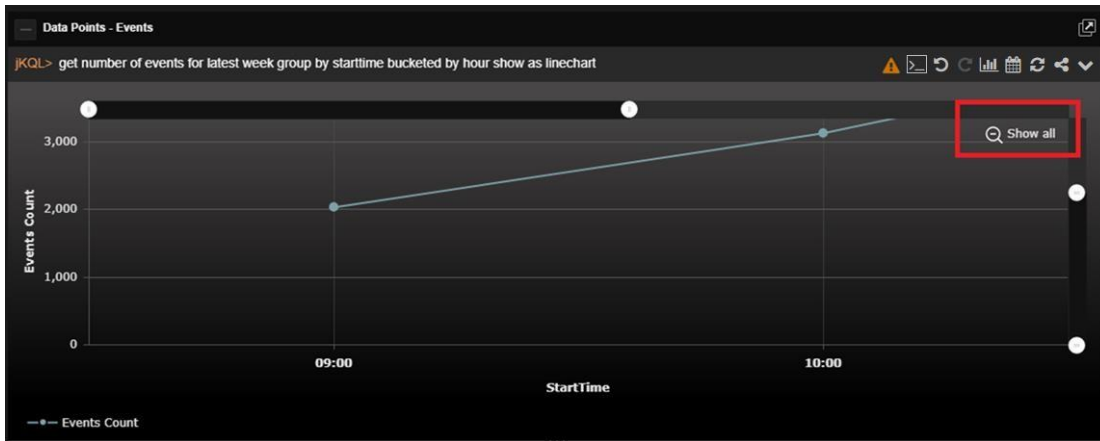 Data Points - Events
jKQL> get number of events for latest week group by starttime bucketed by hour show as linechart
Show all
3,000
2,000
1,000
0
Events Count
09:00 10:00
StartTime
Events Count